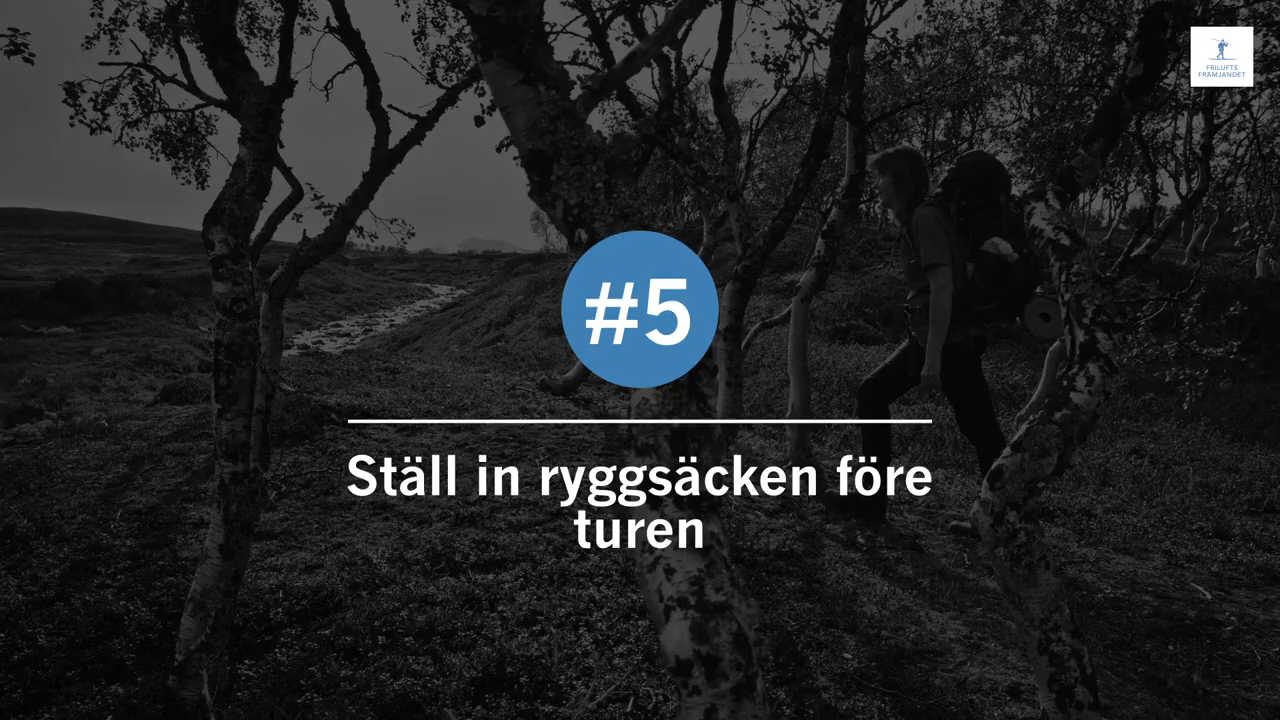 FRILUFTS
FRÄMJANDET
#5
Ställ in ryggsäcken före
turen